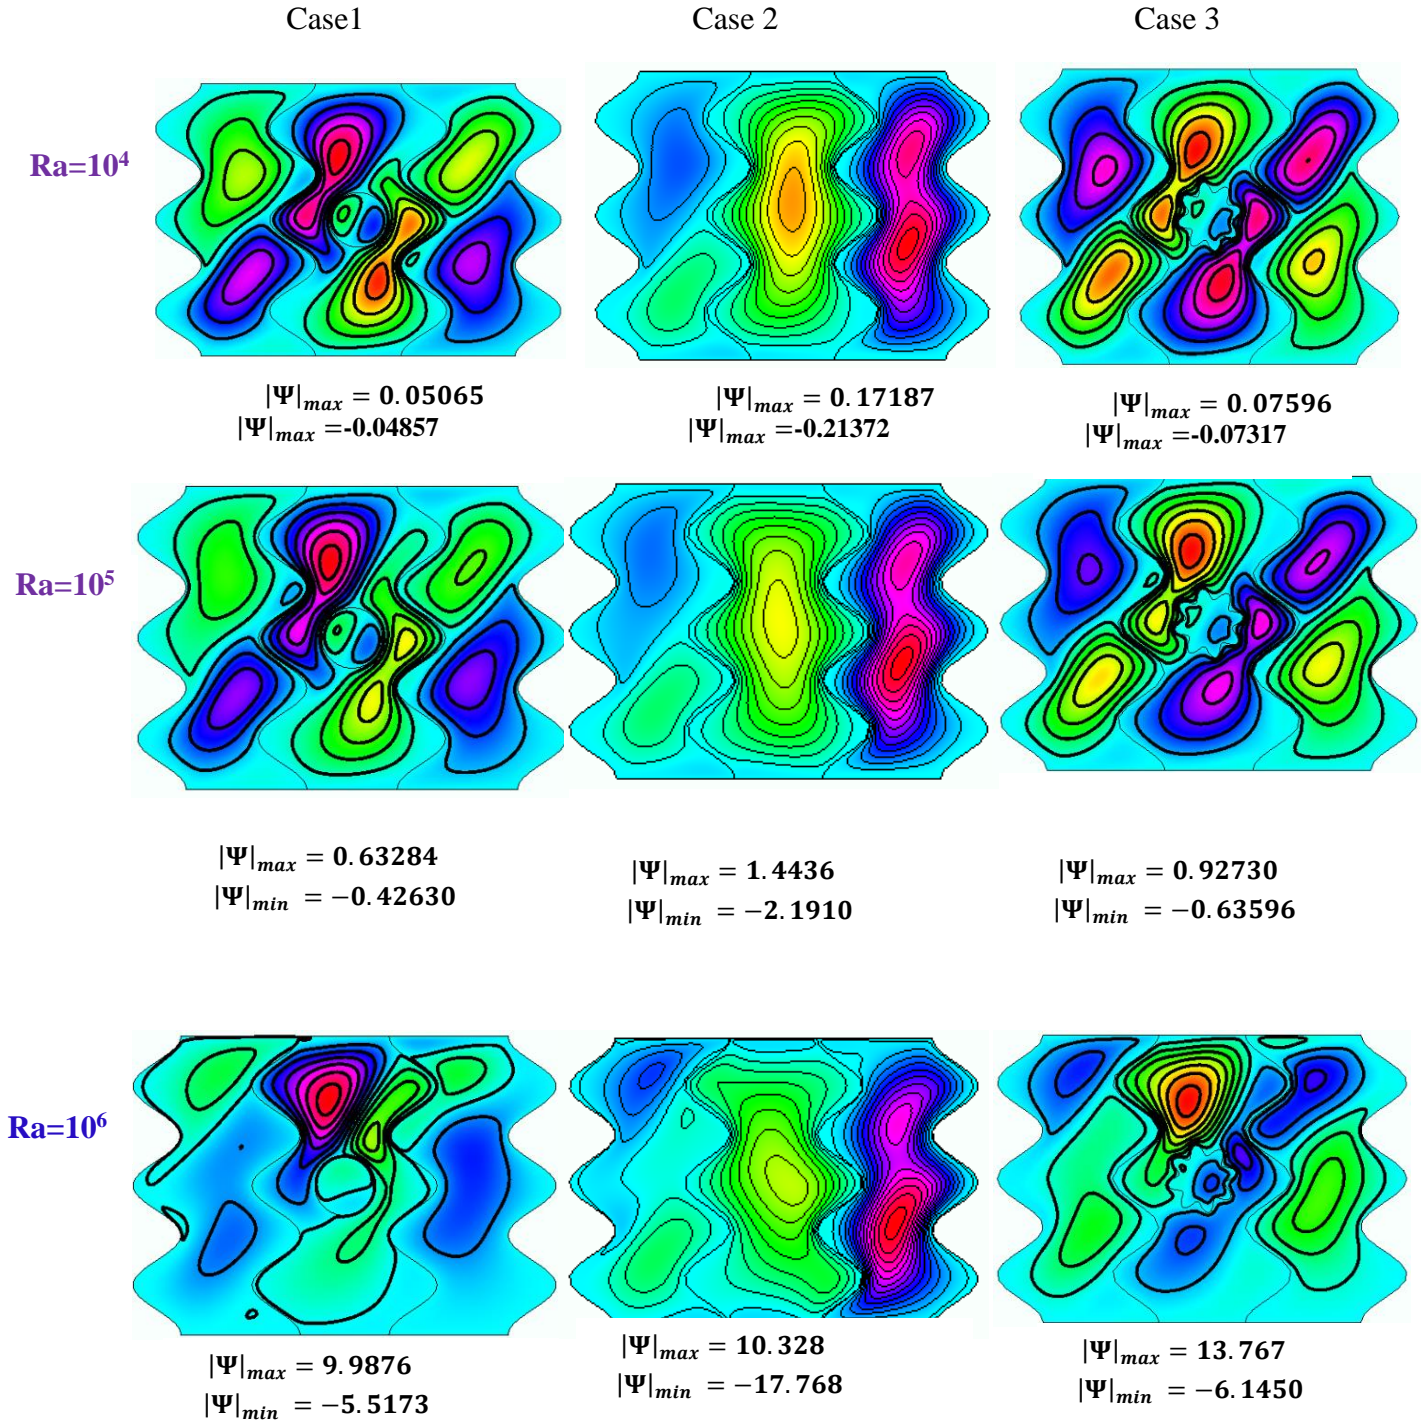 Case1 Case 2 Case 3
Ra=10⁴
|Ψ|max = 0.05065 |Ψ|max = 0.17187 |Ψ|max = 0.07596
|Ψ|max =-0.04857 |Ψ|max =-0.21372 |Ψ|max =-0.07317
Ra=10⁵
|Ψ|max = 0.63284 |Ψ|max = 1.4436 |Ψ|max = 0.92730
|Ψ|min = −0.42630 |Ψ|min = −2.1910 |Ψ|min = −0.63596
Ra=10⁶
|Ψ|max = 9.9876 |Ψ|max = 10.328 |Ψ|max = 13.767
|Ψ|min = −5.5173 |Ψ|min = −17.768 |Ψ|min = −6.1450